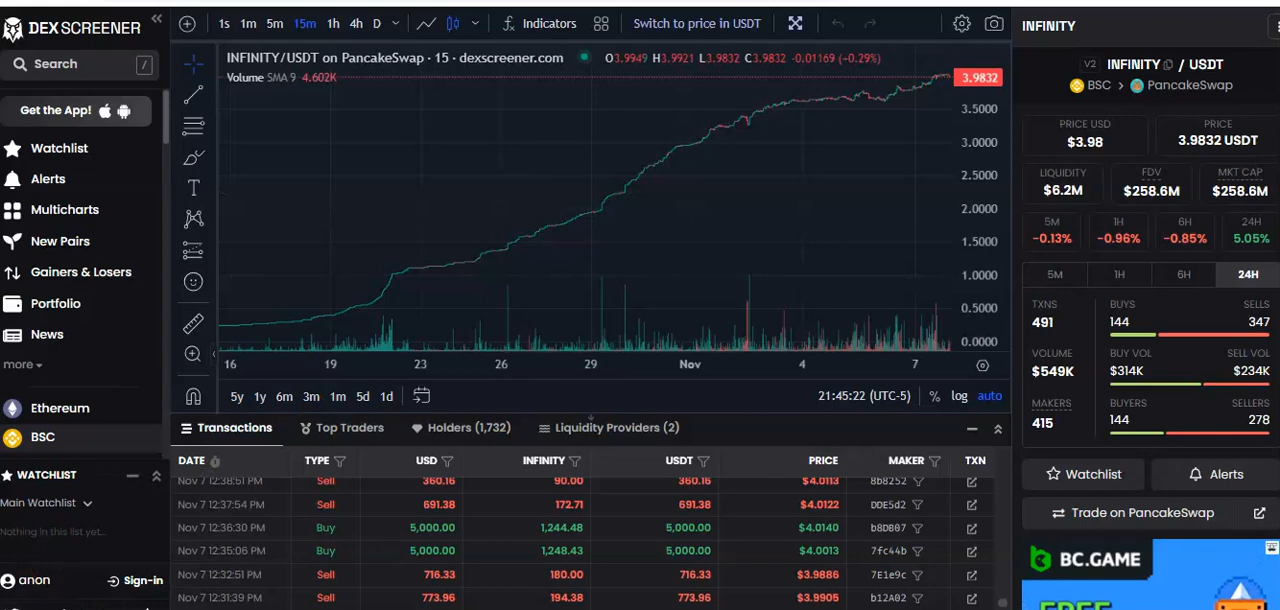 DEX SCREENER
Search /
Get the App!
Watchlist
Alerts
Multicharts
New Pairs
Gainers & Losers
Portfolio
News
more
Ethereum
BSC
WATCHLIST
Main Watchlist
Nothing in this list yet...
anon Sign-in
1s 1m 5m 15m 1h 4h D Indicators Switch to price in USDT
INFINITY/USDT on PancakeSwap · 15 · dexscreener.com O3.9949 H3.9921 L3.9832 C3.9832 -0.01169 (-0.29%)
Volume SMA 9 4.602K
3.9832
3.5000
3.0000
2.5000
2.0000
1.5000
1.0000
0.5000
0.0000
16 19 23 26 29 Nov 4 7
5y 1y 6m 3m 1m 5d 1d 21:45:22 (UTC-5) % log auto
Transactions Top Traders Holders (1,732) Liquidity Providers (2)
DATE TYPE USD INFINITY USDT PRICE MAKER TXN
Nov 7 12:38:51 PM Sell 360.16 90.00 360.16 $4.0113 8b8252
Nov 7 12:37:54 PM Sell 691.38 172.71 691.38 $4.0122 DDE5d2
Nov 7 12:36:30 PM Buy 5,000.00 1,244.48 5,000.00 $4.0140 b8DB07
Nov 7 12:35:06 PM Buy 5,000.00 1,248.43 5,000.00 $4.0013 7fc44b
Nov 7 12:32:51 PM Sell 716.33 180.00 716.33 $3.9886 7E1e9c
Nov 7 12:31:39 PM Sell 773.96 194.38 773.96 $3.9905 b12A02
INFINITY
V2 INFINITY / USDT
BSC > PancakeSwap
PRICE USD PRICE
$3.98 3.9832 USDT
LIQUIDITY FDV MKT CAP
$6.2M $258.6M $258.6M
5M 1H 6H 24H
-0.13% -0.96% -0.85% 5.05%
5M 1H 6H 24H
TXNS BUYS SELLS
491 144 347
VOLUME BUY VOL SELL VOL
$549K $314K $234K
MAKERS BUYERS SELLERS
415 144 278
Watchlist Alerts
Trade on PancakeSwap
BC.GAME
FREE